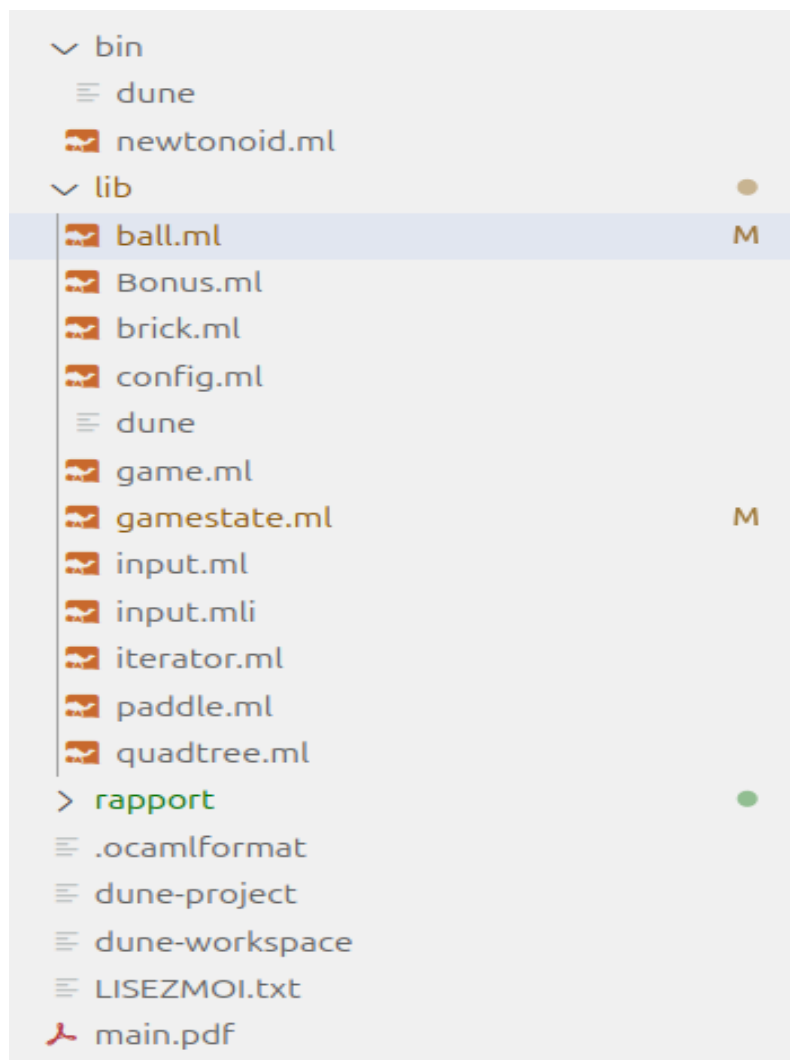 bin
dune
newtonoid.ml
lib
ball.ml M
Bonus.ml
brick.ml
config.ml
dune
game.ml
gamestate.ml M
input.ml
input.mli
iterator.ml
paddle.ml
quadtree.ml
rapport
.ocamlformat
dune-project
dune-workspace
LISEZMOI.txt
main.pdf